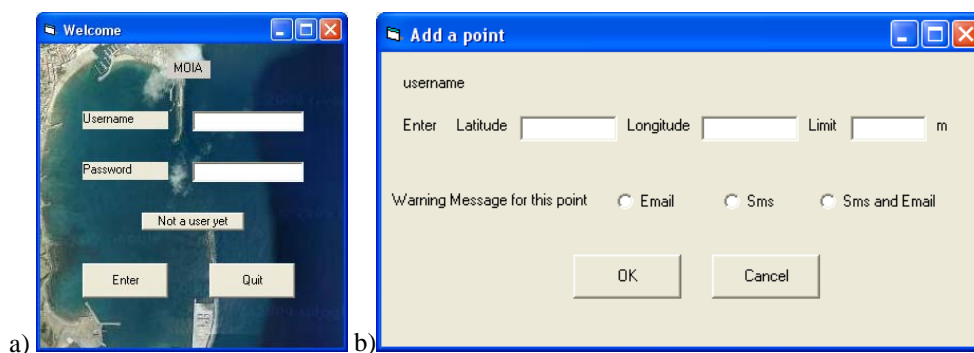 Welcome
MOIA
Username
Password
Not a user yet
Enter Quit
a)
Add a point
username
Enter Latitude Longitude Limit m
Warning Message for this point Email Sms Sms and Email
OK Cancel
b)